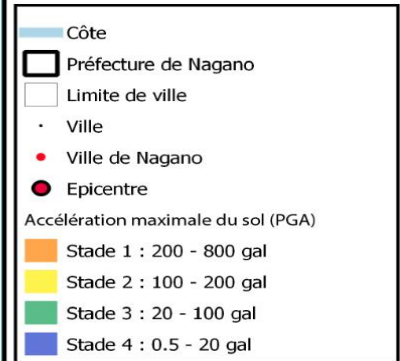 Côte
Préfecture de Nagano
Limite de ville
Ville
Ville de Nagano
Epicentre
Accélération maximale du sol (PGA)
Stade 1 : 200 - 800 gal
Stade 2 : 100 - 200 gal
Stade 3 : 20 - 100 gal
Stade 4 : 0.5 - 20 gal